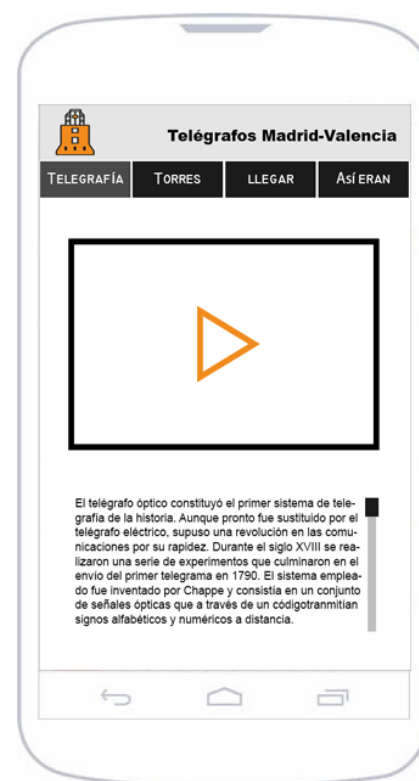 Telégrafos Madrid-Valencia
TELEGRAFÍA TORRES LLEGAR ASÍ ERAN
El telégrafo óptico constituyó el primer sistema de tele-
grafía de la historia. Aunque pronto fue sustituido por el
telégrafo eléctrico, supuso una revolución en las comu-
nicaciones por su rapidez. Durante el siglo XVIII se rea-
lizaron una serie de experimentos que culminaron en el
envío del primer telegrama en 1790. El sistema emplea-
do fue inventado por Chappe y consistía en un conjunto
de señales ópticas que a través de un códigotranmitían
signos alfabéticos y numéricos a distancia.